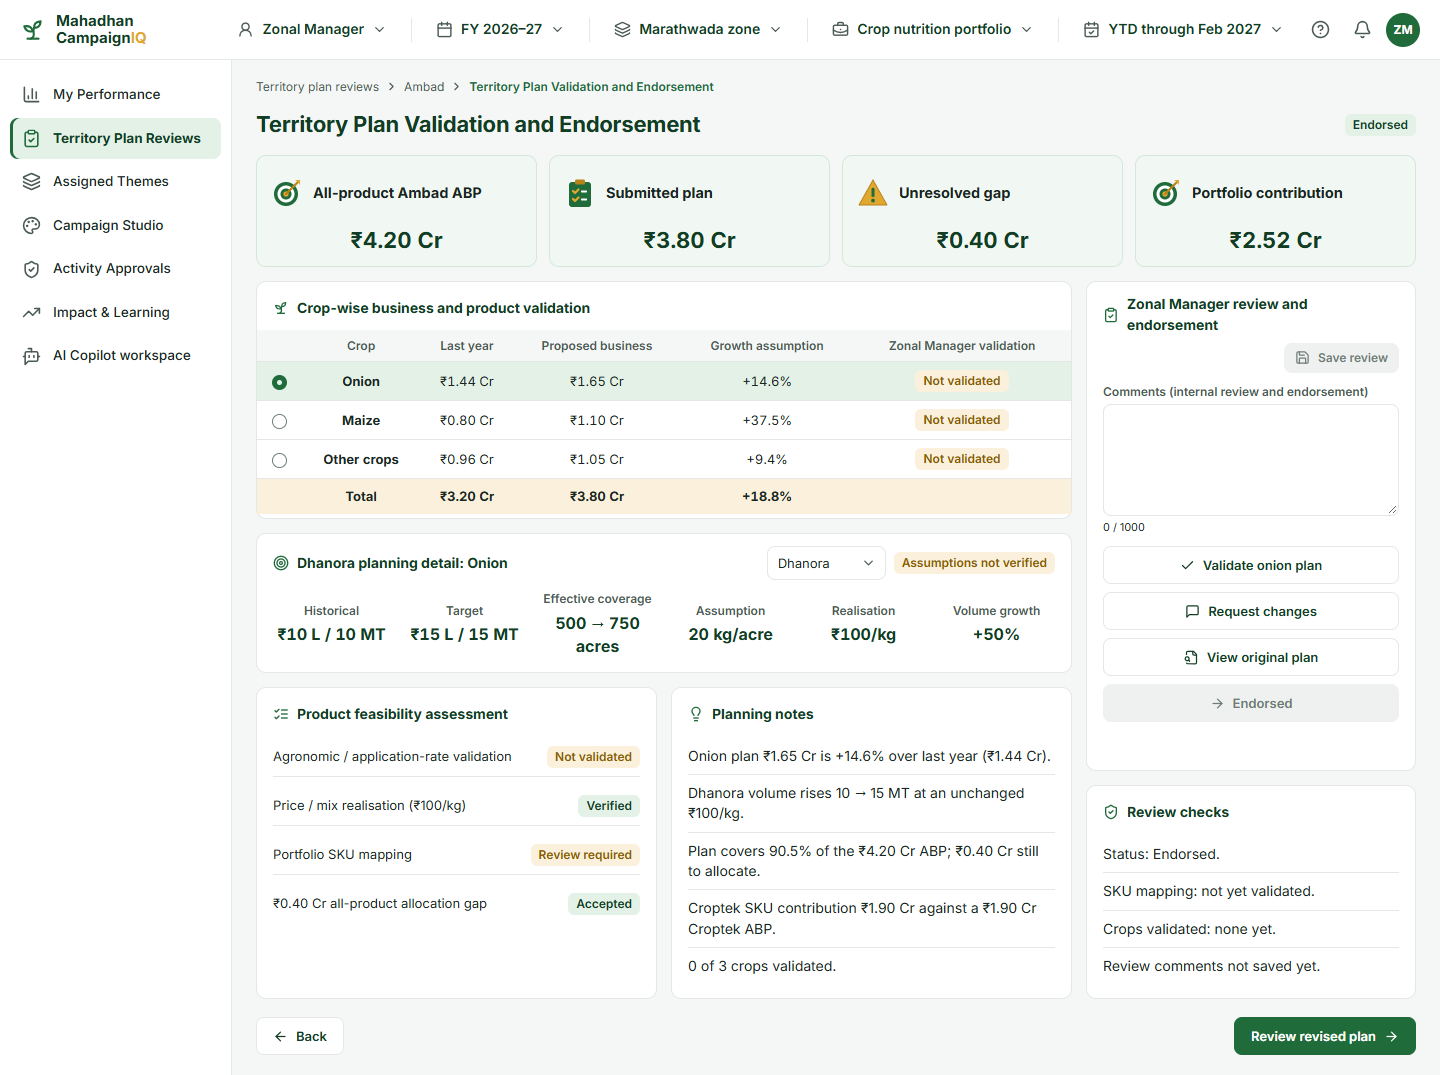 Mahadhan
CampaignIQ
Zonal Manager
FY 2026–27
Marathwada zone
Crop nutrition portfolio
YTD through Feb 2027
ZM
My Performance
Territory Plan Reviews
Assigned Themes
Campaign Studio
Activity Approvals
Impact & Learning
AI Copilot workspace
Territory plan reviews > Ambad > Territory Plan Validation and Endorsement
Territory Plan Validation and Endorsement
Endorsed
All-product Ambad ABP
₹4.20 Cr
Submitted plan
₹3.80 Cr
Unresolved gap
₹0.40 Cr
Portfolio contribution
₹2.52 Cr
Crop-wise business and product validation
Crop Last year Proposed business Growth assumption Zonal Manager validation
Onion ₹1.44 Cr ₹1.65 Cr +14.6% Not validated
Maize ₹0.80 Cr ₹1.10 Cr +37.5% Not validated
Other crops ₹0.96 Cr ₹1.05 Cr +9.4% Not validated
Total ₹3.20 Cr ₹3.80 Cr +18.8%
Dhanora planning detail: Onion
Dhanora
Assumptions not verified
Historical
₹10 L / 10 MT
Target
₹15 L / 15 MT
Effective coverage
500 → 750
acres
Assumption
20 kg/acre
Realisation
₹100/kg
Volume growth
+50%
Product feasibility assessment
Agronomic / application-rate validation Not validated
Price / mix realisation (₹100/kg) Verified
Portfolio SKU mapping Review required
₹0.40 Cr all-product allocation gap Accepted
Planning notes
Onion plan ₹1.65 Cr is +14.6% over last year (₹1.44 Cr).
Dhanora volume rises 10 → 15 MT at an unchanged
₹100/kg.
Plan covers 90.5% of the ₹4.20 Cr ABP; ₹0.40 Cr still
to allocate.
Croptek SKU contribution ₹1.90 Cr against a ₹1.90 Cr
Croptek ABP.
0 of 3 crops validated.
Zonal Manager review and
endorsement
Save review
Comments (internal review and endorsement)
0 / 1000
Validate onion plan
Request changes
View original plan
Endorsed
Review checks
Status: Endorsed.
SKU mapping: not yet validated.
Crops validated: none yet.
Review comments not saved yet.
Back
Review revised plan